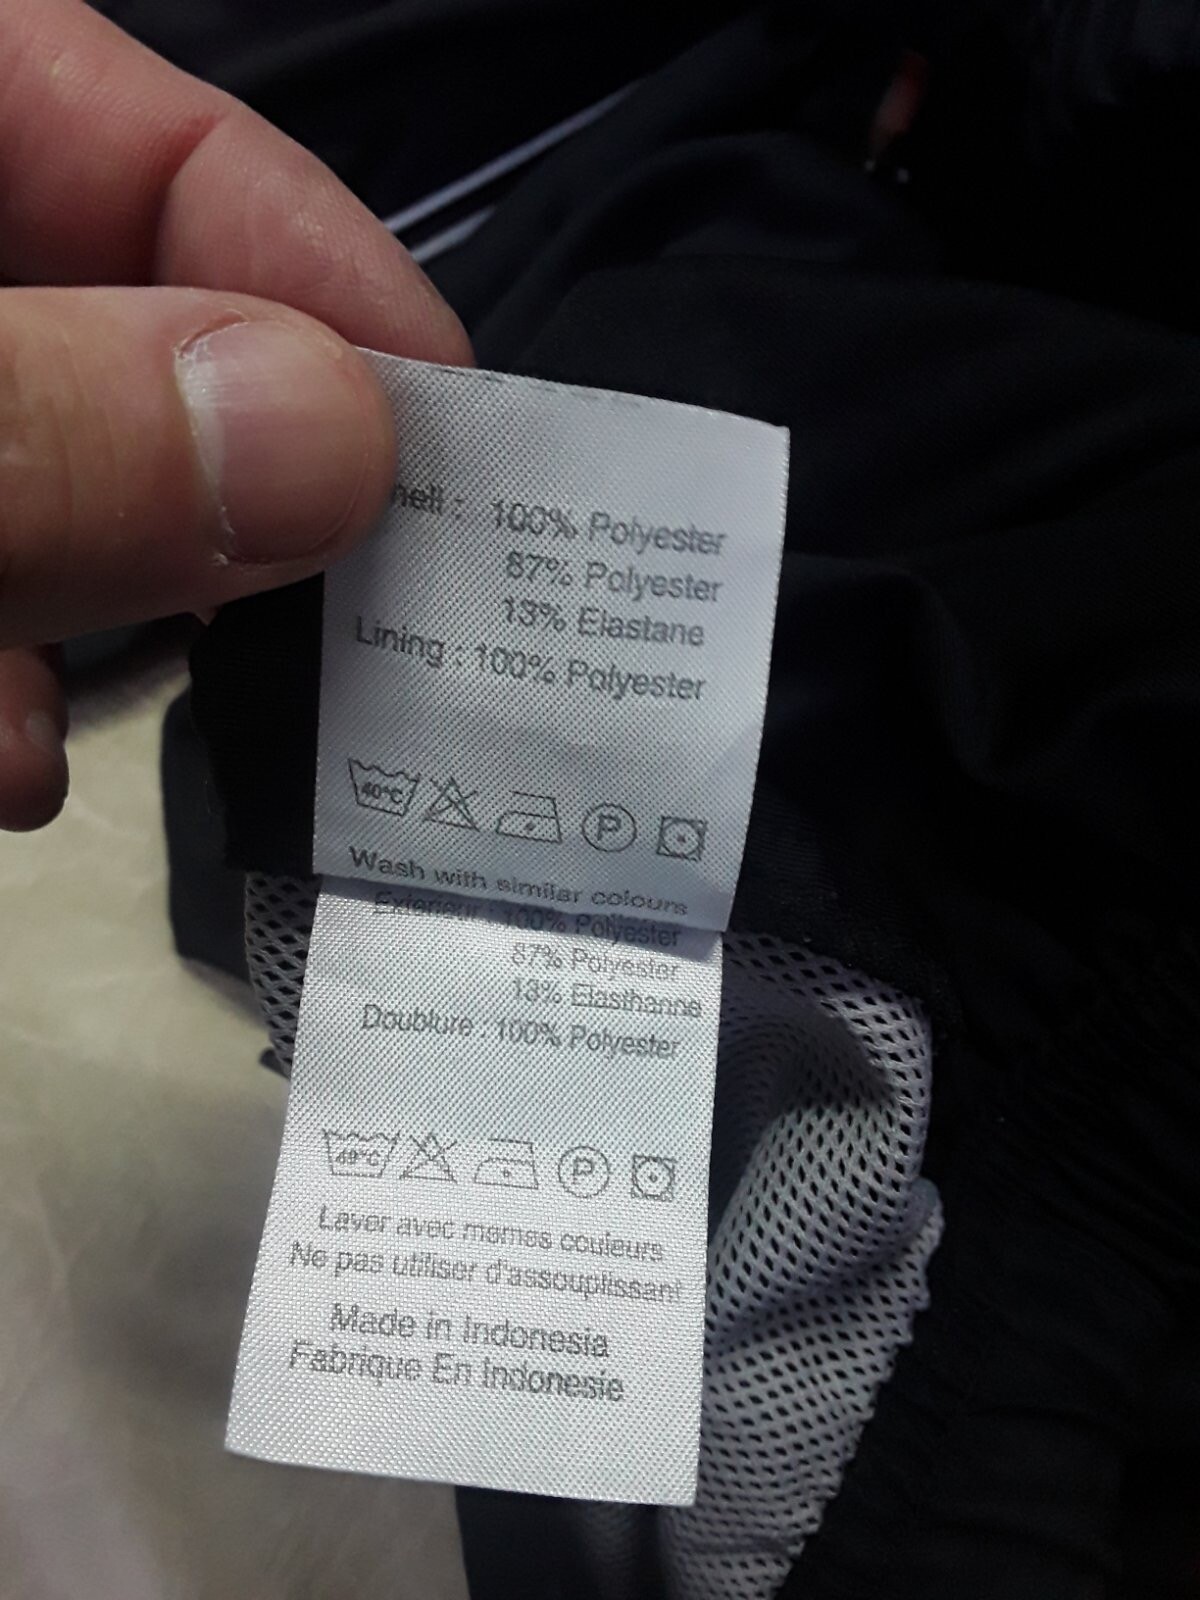 hell : 100% Polyester
87% Polyester
13% Elastane
Lining : 100% Polyester
40°C P
Wash with similar colours
Exterieur : 100% Polyester
87% Polyester
13% Elasthanne
Doublure : 100% Polyester
40°C P
Laver avec memes couleurs
Ne pas utiliser d'assouplissant
Made in Indonesia
Fabrique En Indonesie